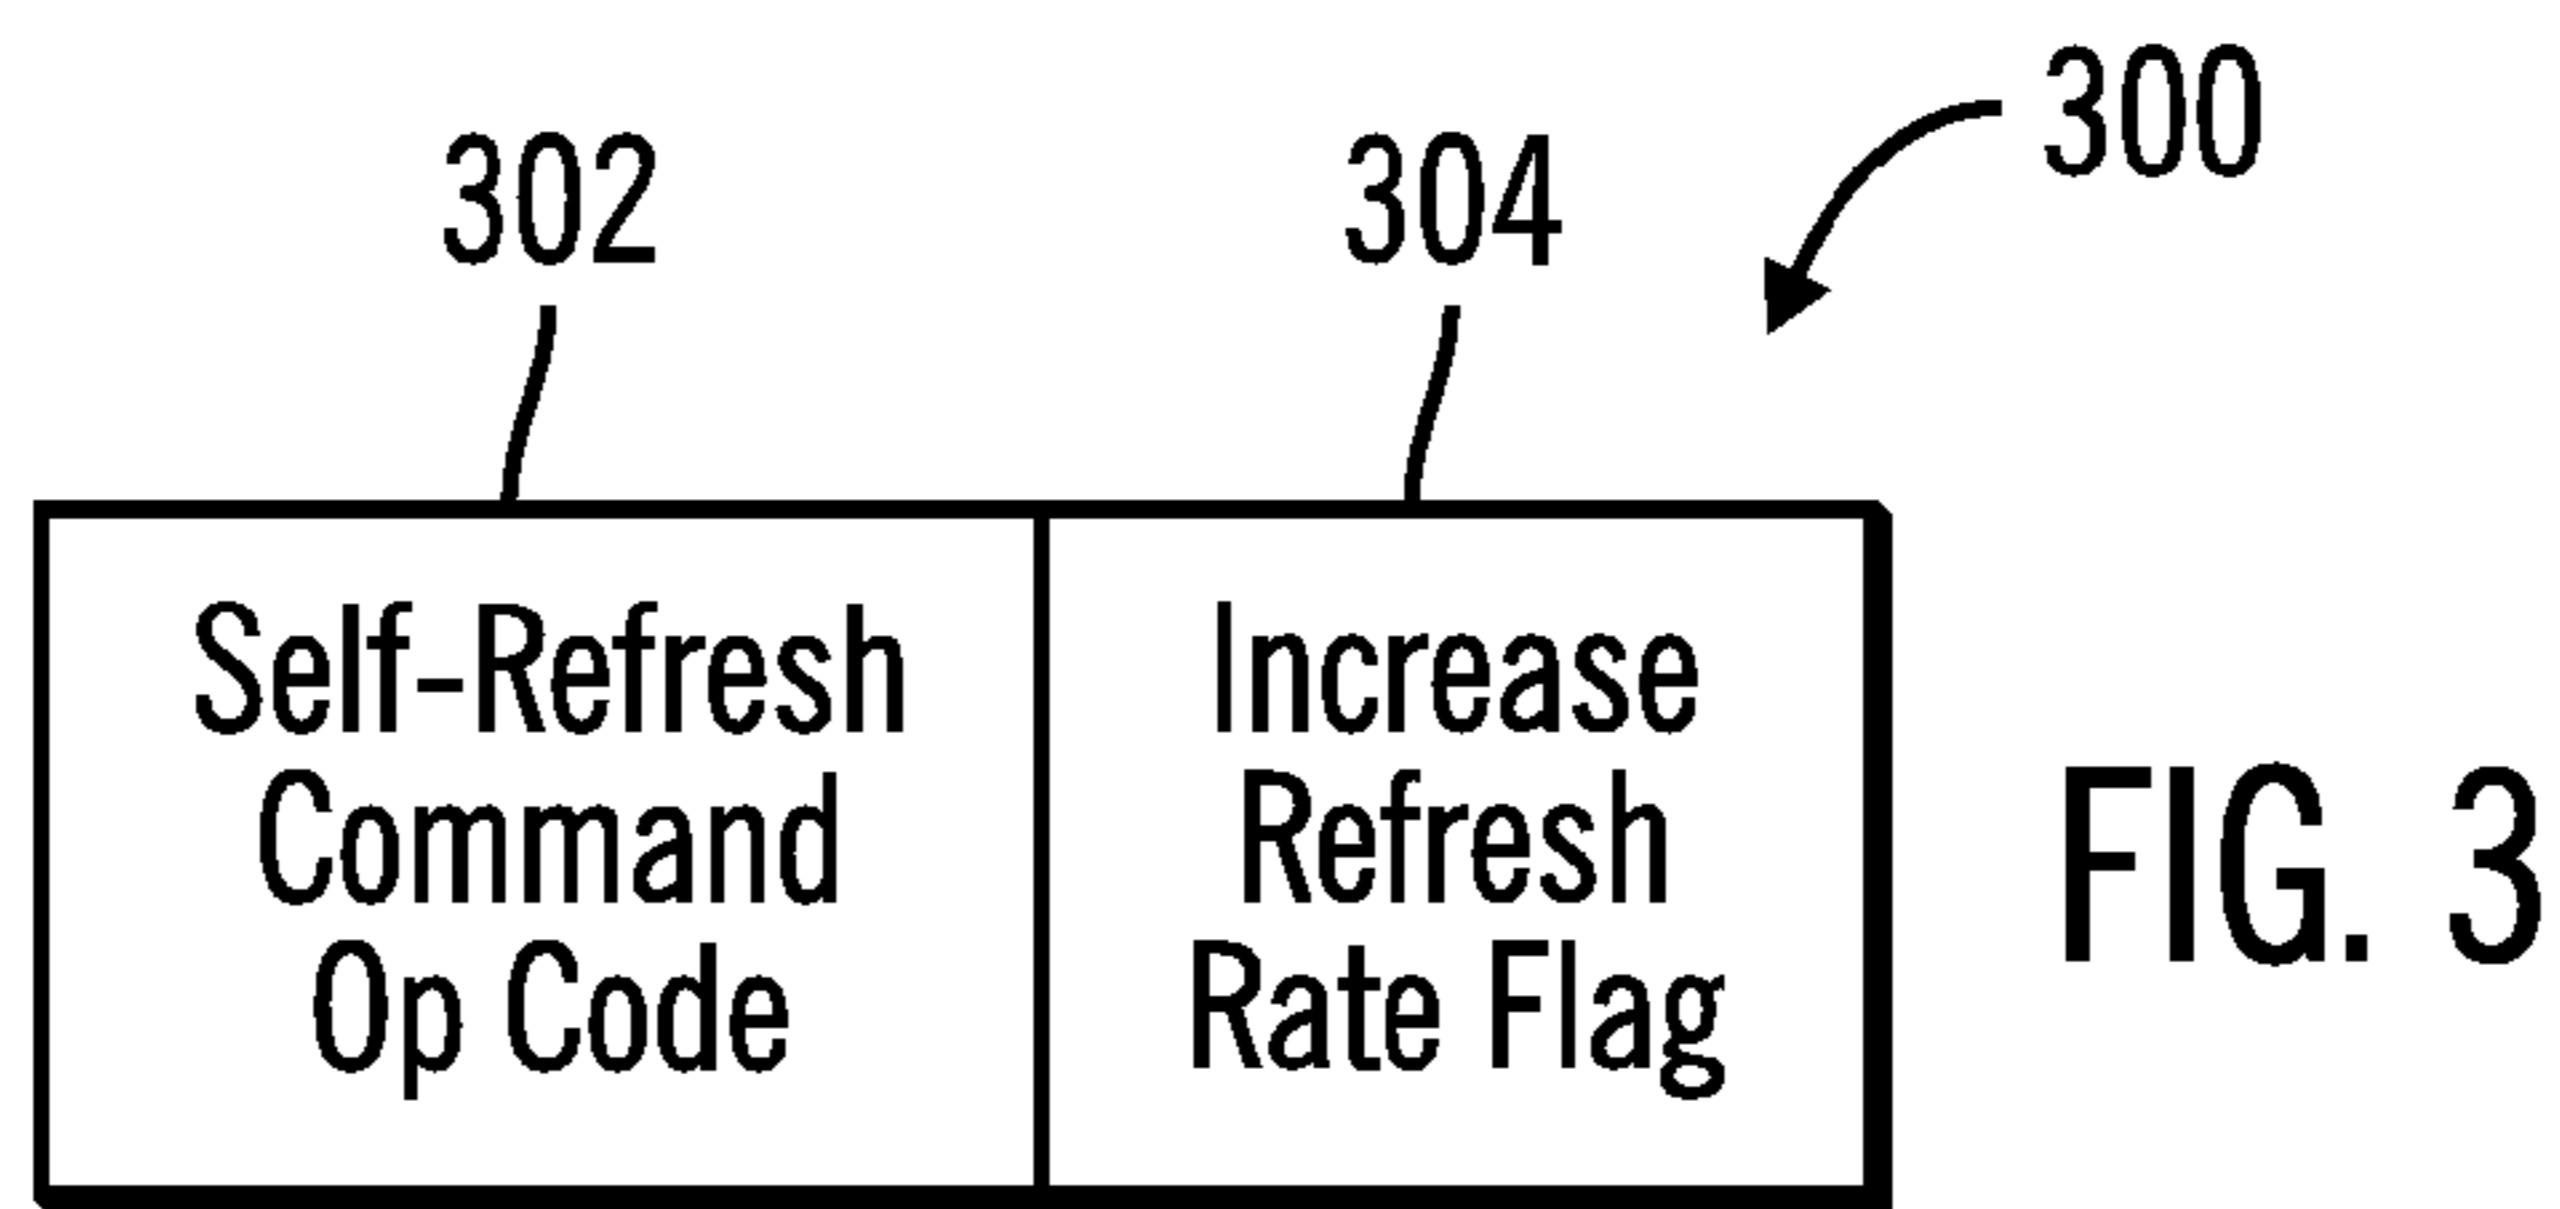 300
302
304
Self-Refresh
Command
Op Code
Increase
Refresh
Rate Flag
FIG. 3